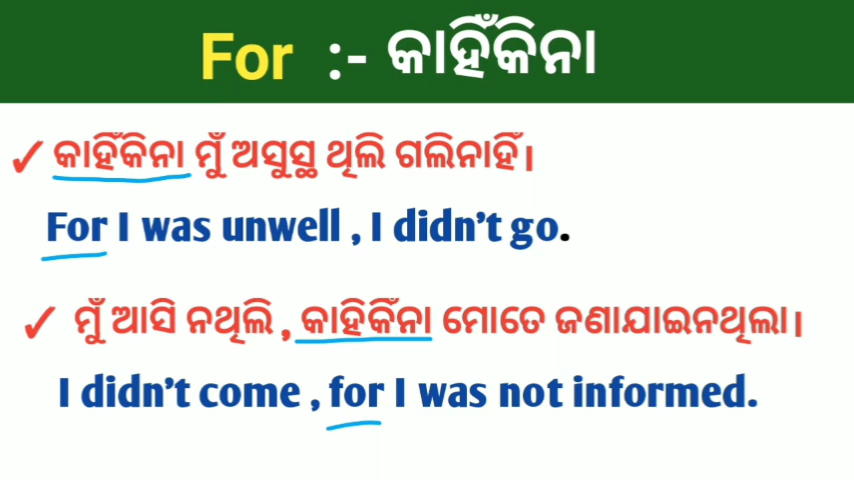 For :- କାହିଁକିନା
✓ କାହିଁକିନା ମୁଁ ଅସୁସ୍ଥ ଥିଲି ଗଲିନାହିଁ।
For I was unwell , I didn't go.
✓ ମୁଁ ଆସି ନଥିଲି , କାହିକିଁନା ମୋତେ ଜଣାଯାଇନଥିଲା।
I didn't come , for I was not informed.